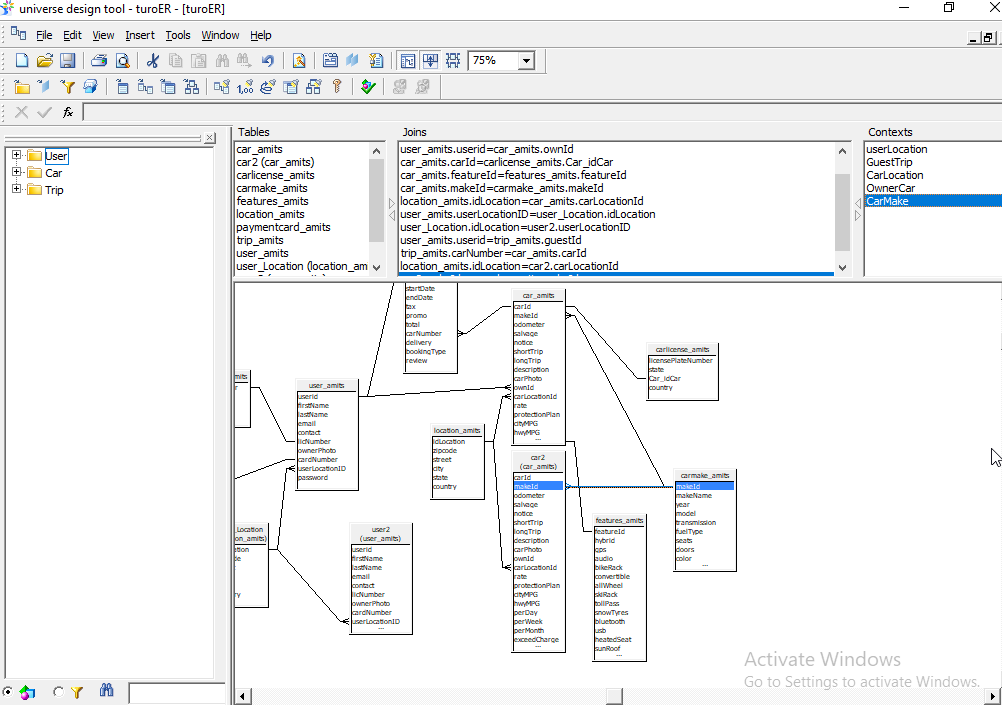 universe design tool - turoER - [turoER]
File Edit View Insert Tools Window Help
75%
fx
User
Car
Trip
Tables
car_amits
car2 (car_amits)
carlicense_amits
carmake_amits
features_amits
location_amits
paymentcard_amits
trip_amits
user_amits
user_Location (location_am
Joins
user_amits.userid=car_amits.ownId
car_amits.carId=carlicense_amits.Car_idCar
car_amits.featureId=features_amits.featureId
car_amits.makeId=carmake_amits.makeId
location_amits.idLocation=car_amits.carLocationId
user_amits.userLocationID=user_Location.idLocation
user_Location.idLocation=user2.userLocationID
user_amits.userid=trip_amits.guestId
trip_amits.carNumber=car_amits.carId
location_amits.idLocation=car2.carLocationId
Contexts
userLocation
GuestTrip
CarLocation
OwnerCar
CarMake
startDate
endDate
tax
promo
total
carNumber
delivery
bookingType
review
car_amits
carId
makeId
odometer
salvage
notice
shortTrip
longTrip
description
carPhoto
ownId
carLocationId
rate
protectionPlan
cityMPG
hwyMPG
...
carlicense_amits
licensePlateNumber
state
Car_idCar
country
mits
r
user_amits
userid
firstName
lastName
email
contact
licNumber
ownerPhoto
cardNumber
userLocationID
password
location_amits
idLocation
zipcode
street
city
state
country
car2
(car_amits)
carId
makeId
odometer
salvage
notice
shortTrip
longTrip
description
carPhoto
ownId
carLocationId
rate
protectionPlan
cityMPG
hwyMPG
perDay
perWeek
perMonth
exceedCharge
...
carmake_amits
makeId
makeName
year
model
transmission
fuelType
seats
doors
color
...
features_amits
featureId
hybrid
gps
audio
bikeRack
convertible
allWheel
skiRack
tollPass
snowTyres
bluetooth
usb
heatedSeat
sunRoof
...
_Location
on_amits)
ation
de
ry
user2
(user_amits)
userid
firstName
lastName
email
contact
licNumber
ownerPhoto
cardNumber
userLocationID
...
Activate Windows
Go to Settings to activate Windows.